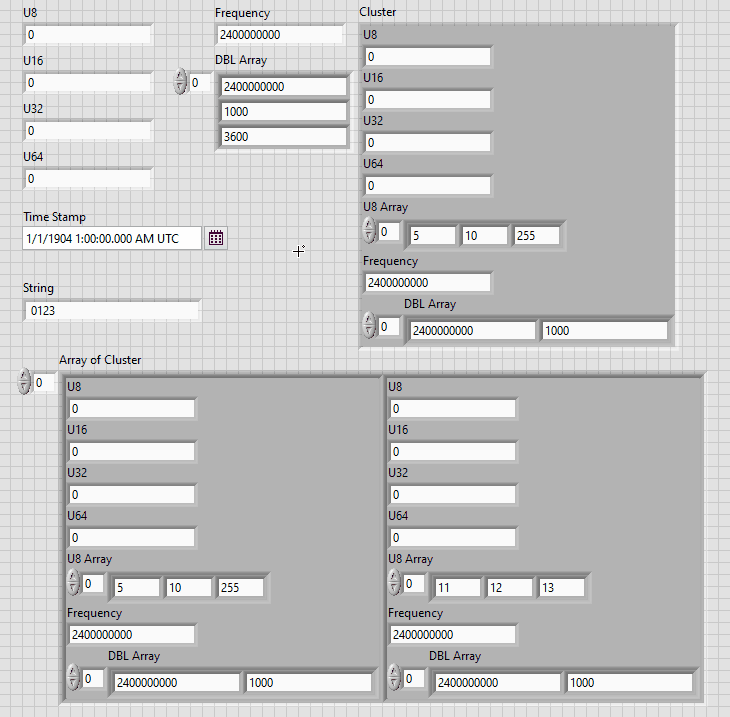 U8
0
U16
0
U32
0
U64
0
Time Stamp
1/1/1904 1:00:00.000 AM UTC
String
0123
Frequency
2400000000
DBL Array
0
2400000000
1000
3600
Cluster
U8
0
U16
0
U32
0
U64
0
U8 Array
0 5 10 255
Frequency
2400000000
DBL Array
0 2400000000 1000
Array of Cluster
0
U8
0
U16
0
U32
0
U64
0
U8 Array
0 5 10 255
Frequency
2400000000
DBL Array
0 2400000000 1000
U8
0
U16
0
U32
0
U64
0
U8 Array
0 11 12 13
Frequency
2400000000
DBL Array
0 2400000000 1000